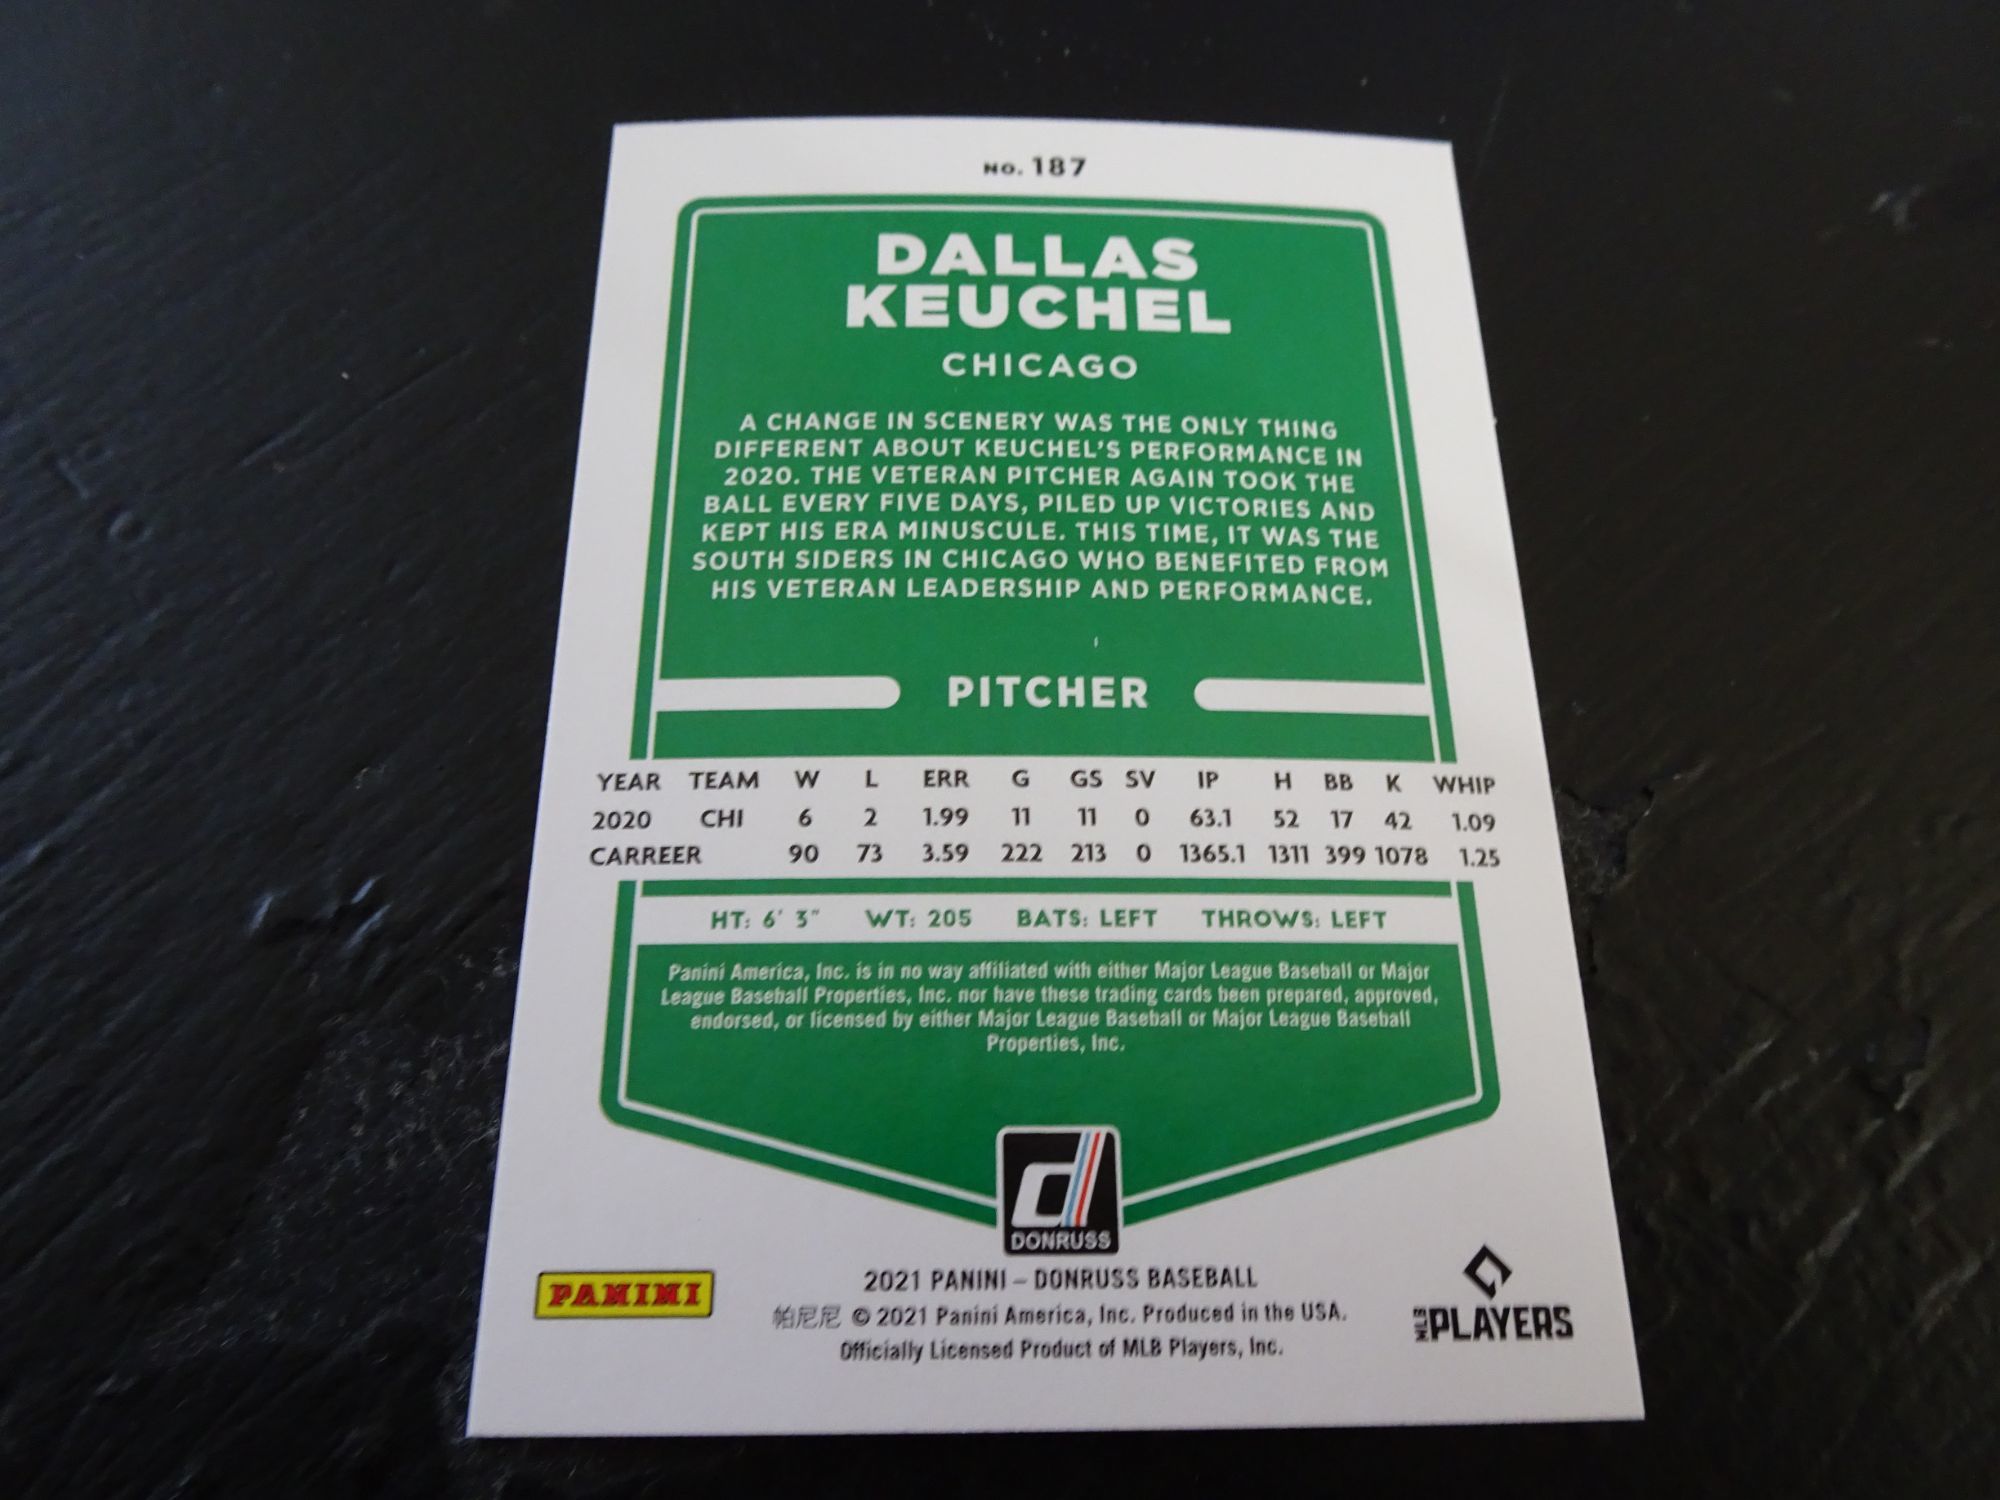 NO. 187
DALLAS
KEUCHEL
CHICAGO
A CHANGE IN SCENERY WAS THE ONLY THING
DIFFERENT ABOUT KEUCHEL'S PERFORMANCE IN
2020. THE VETERAN PITCHER AGAIN TOOK THE
BALL EVERY FIVE DAYS, PILED UP VICTORIES AND
KEPT HIS ERA MINUSCULE. THIS TIME, IT WAS THE
SOUTH SIDERS IN CHICAGO WHO BENEFITED FROM
HIS VETERAN LEADERSHIP AND PERFORMANCE.
PITCHER
YEAR TEAM W L ERR G GS SV IP H BB K WHIP
2020 CHI 6 2 1.99 11 11 0 63.1 52 17 42 1.09
CARREER 90 73 3.59 222 213 0 1365.1 1311 399 1078 1.25
HT: 6' 3" WT: 205 BATS: LEFT THROWS: LEFT
Panini America, Inc. is in no way affiliated with either Major League Baseball or Major
League Baseball Properties, Inc. nor have these trading cards been prepared, approved,
endorsed, or licensed by either Major League Baseball or Major League Baseball
Properties, Inc.
d
DONRUSS
PANINI
2021 PANINI – DONRUSS BASEBALL
帕尼尼 © 2021 Panini America, Inc. Produced in the USA.
Officially Licensed Product of MLB Players, Inc.
MLB PLAYERS